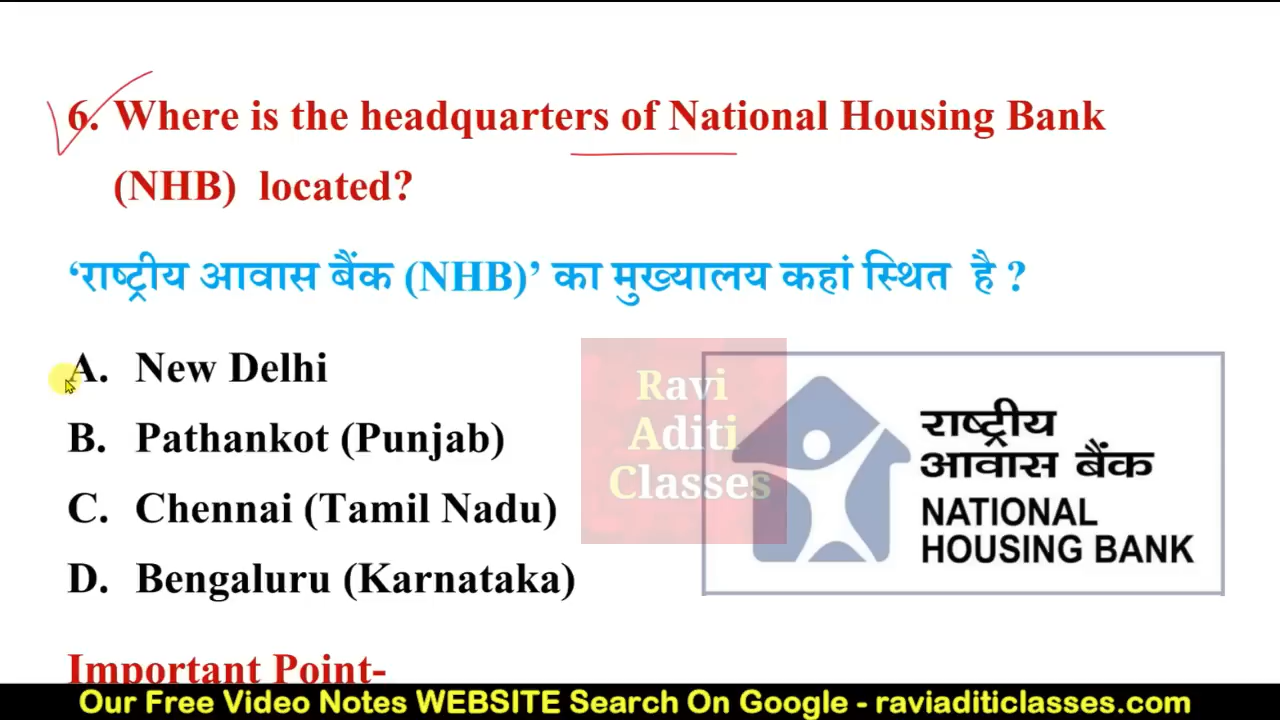 6. Where is the headquarters of National Housing Bank
(NHB) located?
‘राष्ट्रीय आवास बैंक (NHB)’ का मुख्यालय कहां स्थित है ?
A. New Delhi
B. Pathankot (Punjab)
C. Chennai (Tamil Nadu)
D. Bengaluru (Karnataka)
Ravi
Aditi
Classes
राष्ट्रीय
आवास बैंक
NATIONAL
HOUSING BANK
Important Point-
Our Free Video Notes WEBSITE Search On Google - raviaditiclasses.com